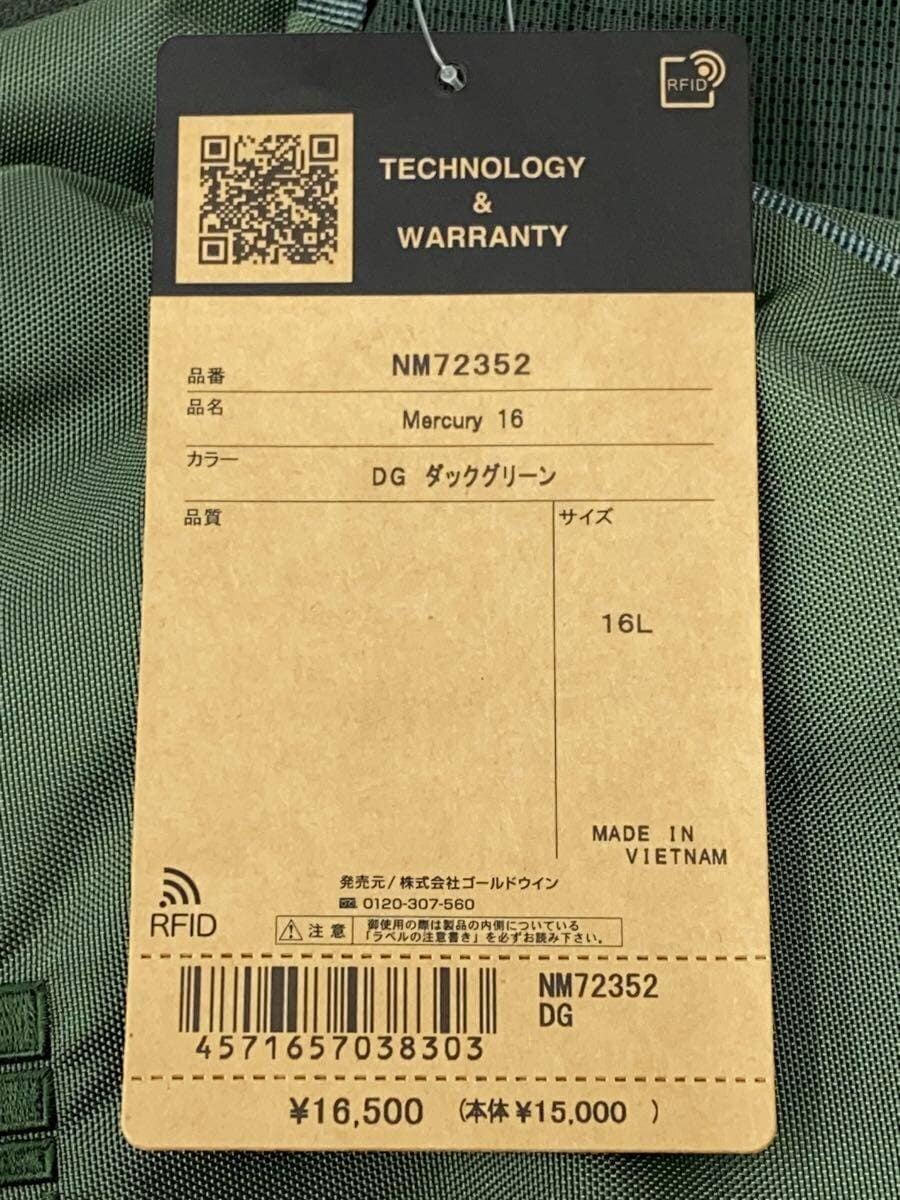 RFID
TECHNOLOGY
&
WARRANTY
品番 NM72352
品名 Mercury 16
カラー DG ダックグリーン
品質 サイズ
16L
MADE IN
VIETNAM
発売元/株式会社ゴールドウイン
0120-307-560
RFID
注意 御使用の際は製品の内側についている
「ラベルの注意書き」を必ずお読み下さい。
NM72352
DG
4571657038303
¥16,500 (本体 ¥15,000 )